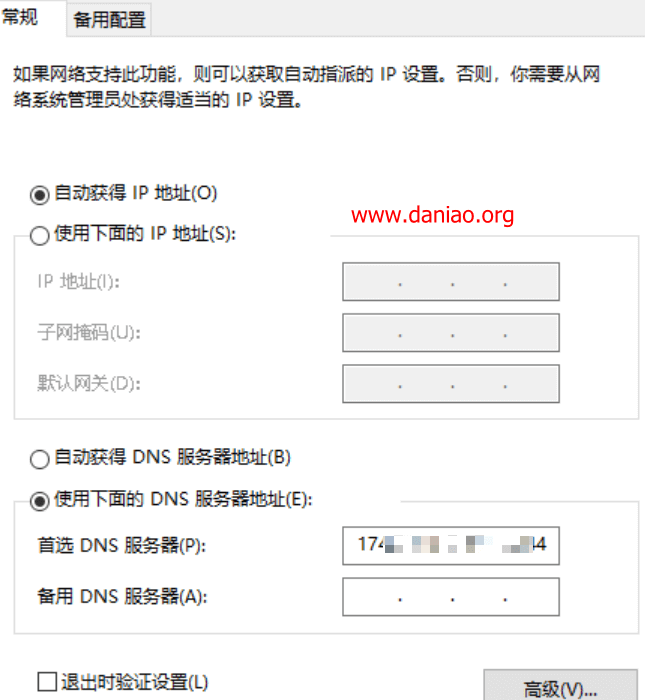 常规
备用配置
如果网络支持此功能，则可以获取自动指派的 IP 设置。否则，你需要从网
络系统管理员处获得适当的 IP 设置。
自动获得 IP 地址(O)
www.daniao.org
使用下面的 IP 地址(S):
IP 地址(I):
子网掩码(U):
默认网关(D):
自动获得 DNS 服务器地址(B)
使用下面的 DNS 服务器地址(E):
首选 DNS 服务器(P):
备用 DNS 服务器(A):
退出时验证设置(L)
高级(V)...